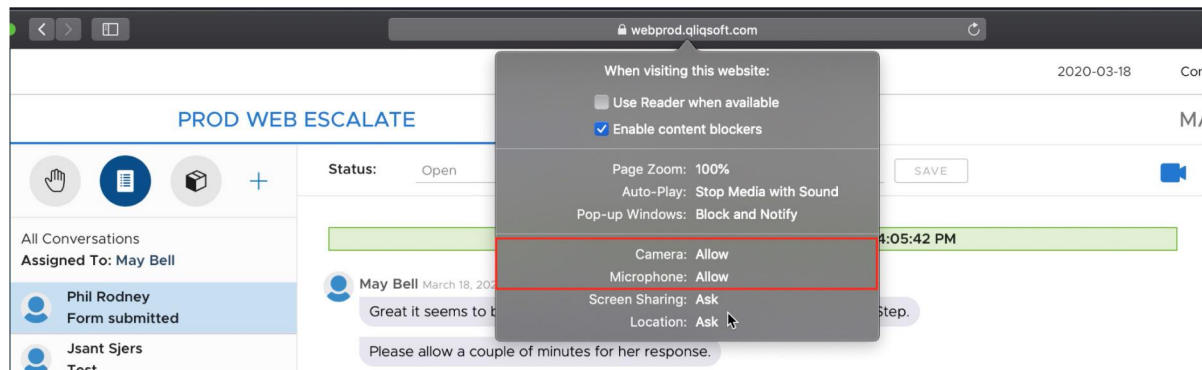 webprod.qliqsoft.com
When visiting this website:
Use Reader when available
Enable content blockers
Page Zoom: 100%
Auto-Play: Stop Media with Sound
Pop-up Windows: Block and Notify
Camera: Allow
Microphone: Allow
Screen Sharing: Ask
Location: Ask
2020-03-18
PROD WEB ESCALATE
Status: Open
SAVE
All Conversations
Assigned To: May Bell
Phil Rodney
Form submitted
Jsant Sjers
Test
4:05:42 PM
May Bell March 18, 202
Great it seems to
Step.
Please allow a couple of minutes for her response.